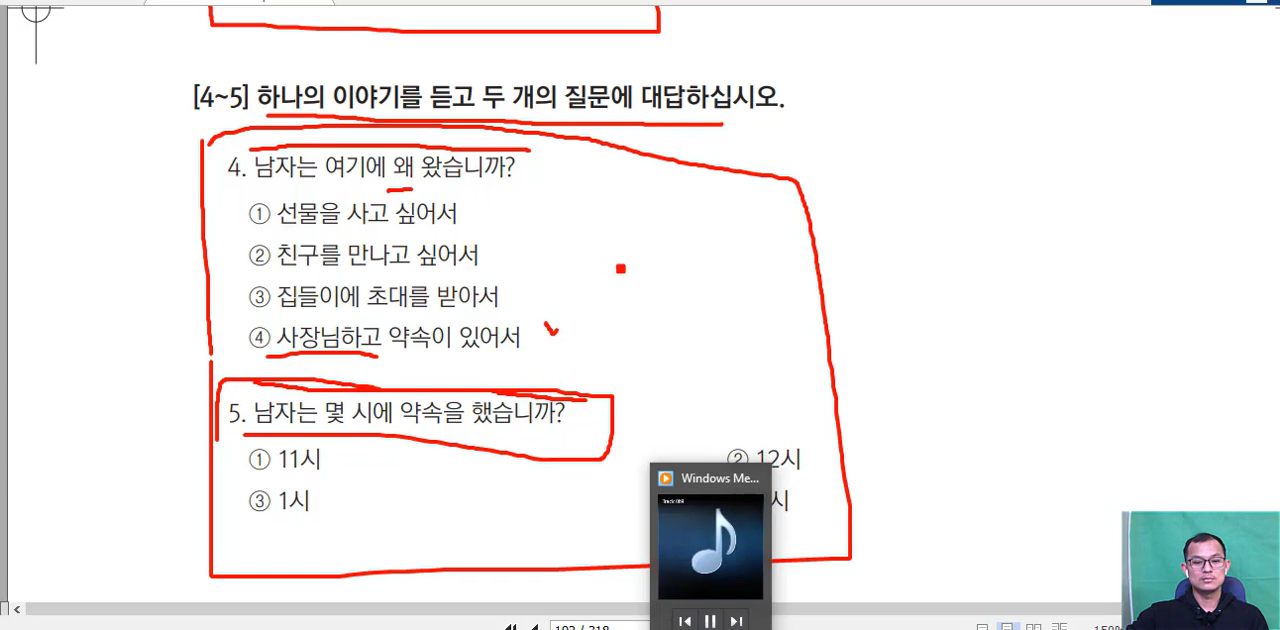 [4~5] 하나의 이야기를 듣고 두 개의 질문에 대답하십시오.
4. 남자는 여기에 왜 왔습니까?
① 선물을 사고 싶어서
② 친구를 만나고 싶어서
③ 집들이에 초대를 받아서
④ 사장님하고 약속이 있어서
5. 남자는 몇 시에 약속을 했습니까?
① 11시 ② 12시
③ 1시 시
Windows Me...